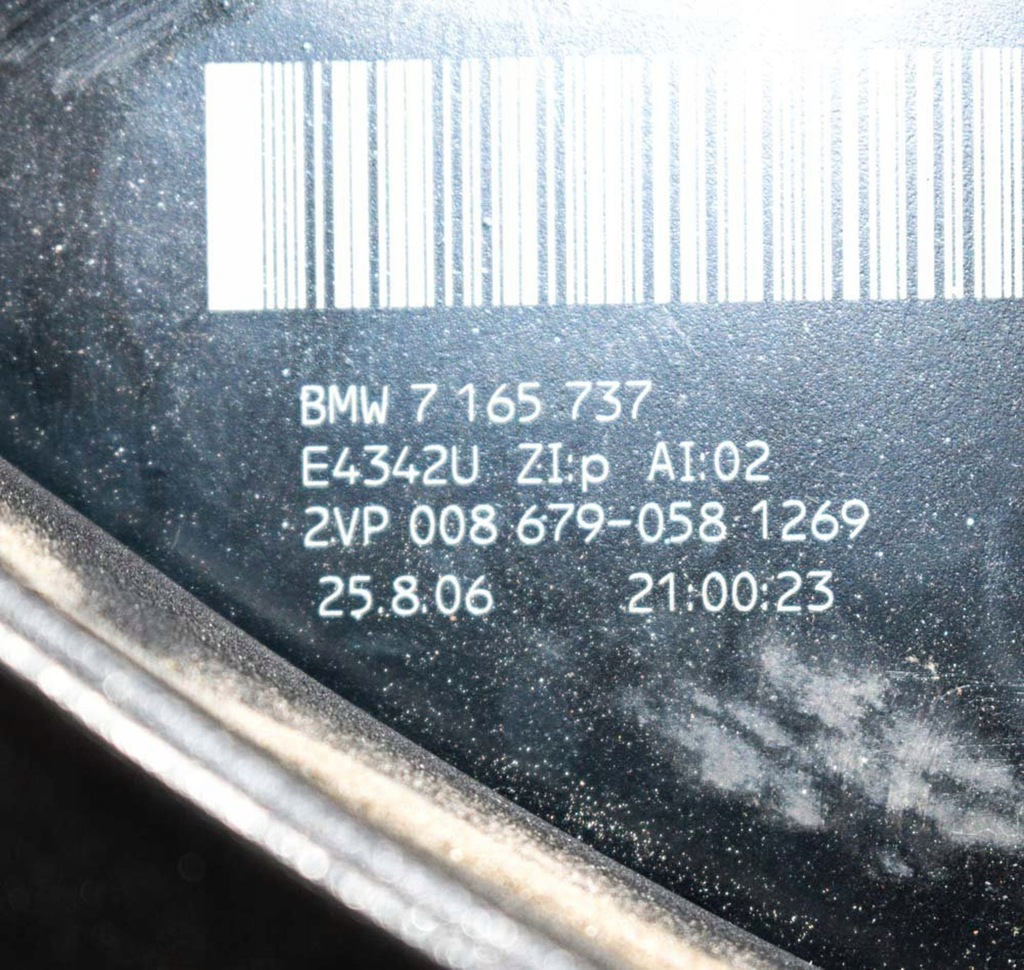 BMW 7 165 737
E4342U ZI:p AI:02
2VP 008 679-058 1269
25.8.06 21:00:23